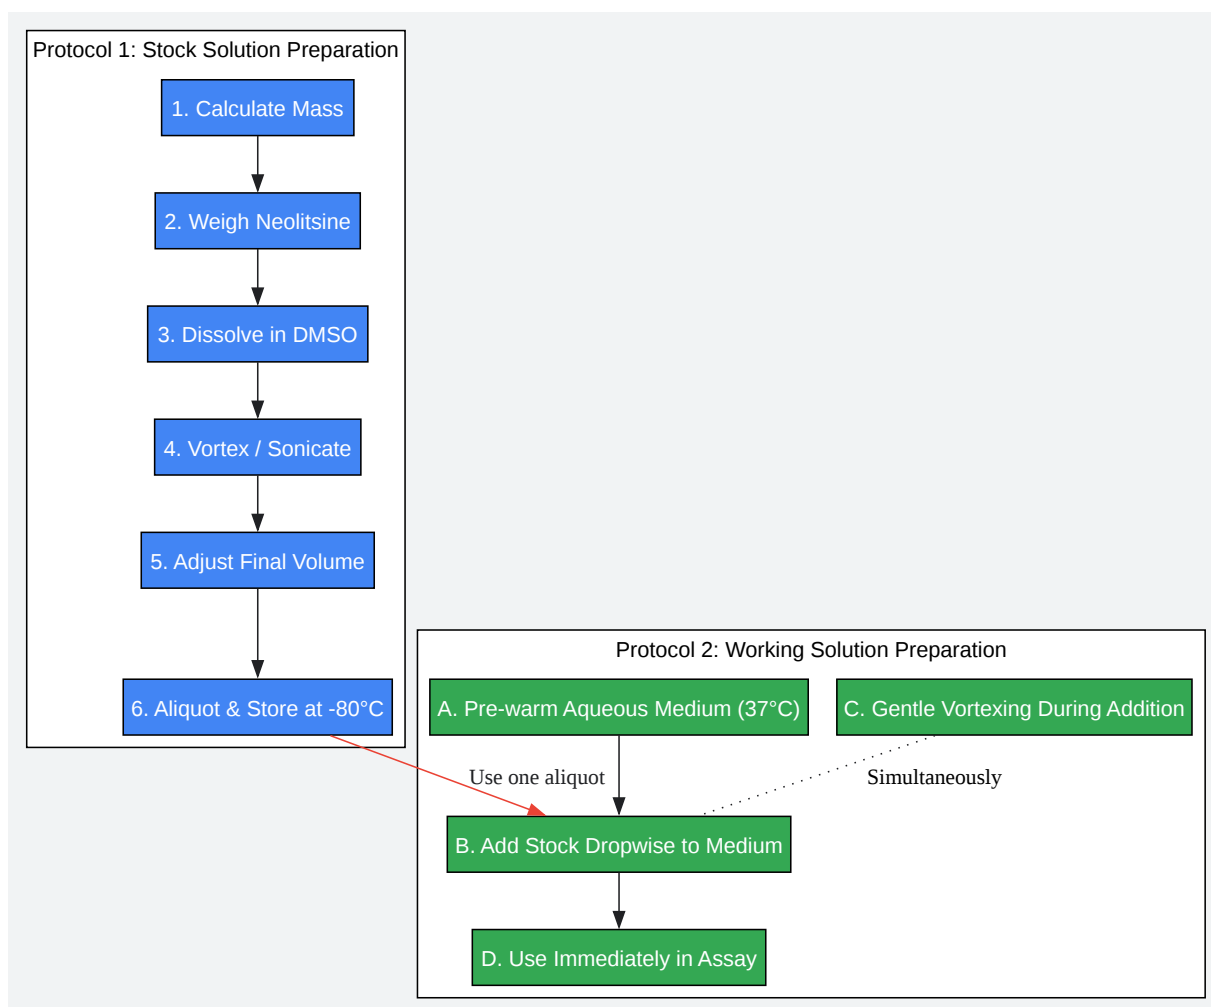 Protocol 1: Stock Solution Preparation
1. Calculate Mass
2. Weigh Neolitsine
3. Dissolve in DMSO
4. Vortex / Sonicate
5. Adjust Final Volume
6. Aliquot & Store at -80°C
Protocol 2: Working Solution Preparation
A. Pre-warm Aqueous Medium (37°C)
C. Gentle Vortexing During Addition
Use one aliquot
Simultaneously
B. Add Stock Dropwise to Medium
D. Use Immediately in Assay